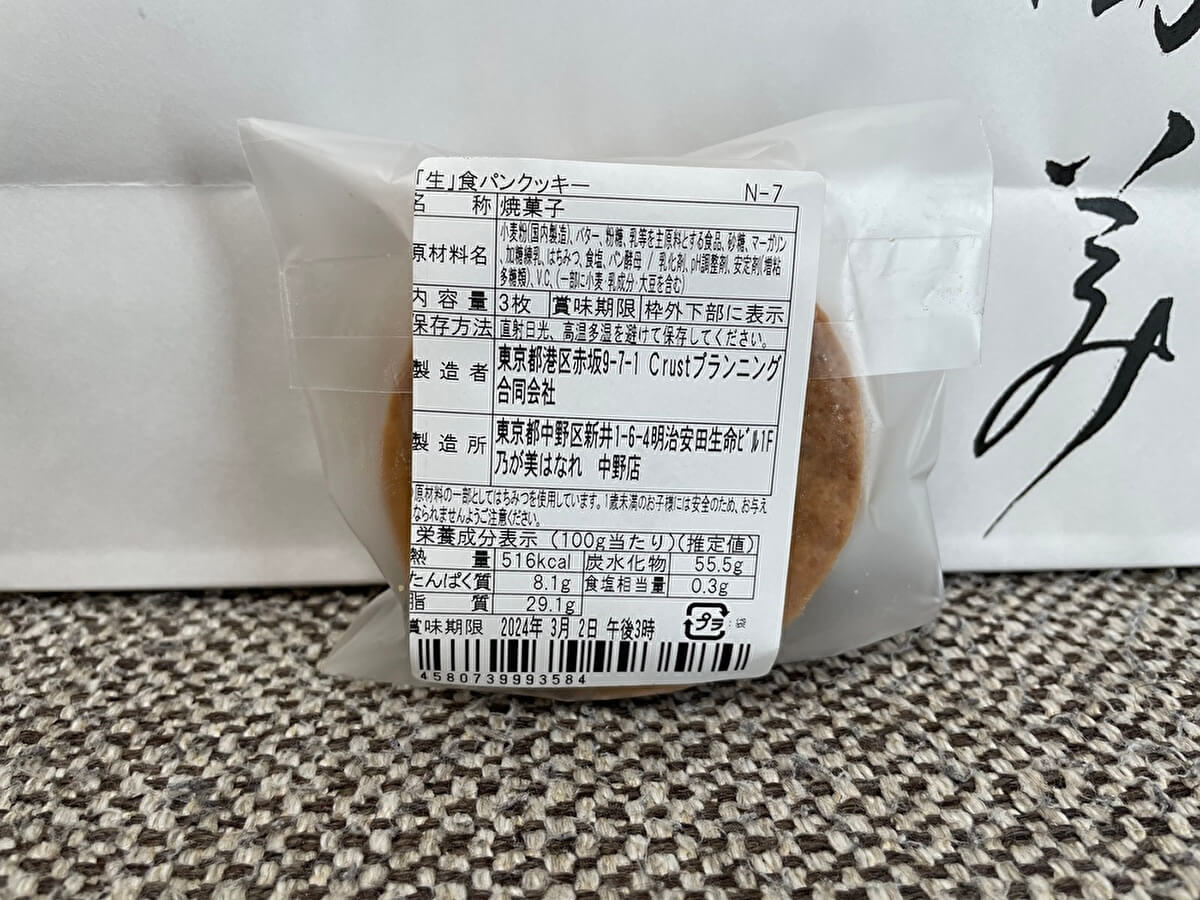 「生」食パンクッキー N-7
名 称 焼菓子
原材料名 小麦粉(国内製造)、バター、粉糖、乳等を主原料とする食品、砂糖、マーガリン
、加糖練乳、はちみつ、食塩、パン酵母 / 乳化剤、pH調整剤、安定剤(増粘
多糖類)、V.C、(一部に小麦・乳成分・大豆を含む)
内 容 量 3枚 賞味期限 枠外下部に表示
保存方法 直射日光、高温多湿を避けて保存してください。
製 造 者 東京都港区赤坂9-7-1 Crustプランニング
合同会社
製 造 所 東京都中野区新井1-6-4明治安田生命ビル1F
乃が美はなれ 中野店
原材料の一部としてはちみつを使用しています。1歳未満のお子様には安全のため、お与え
なられませんようご注意ください。
栄養成分表示 (100g当たり)(推定値)
熱 量 516kcal 炭水化物 55.5g
たんぱく質 8.1g 食塩相当量 0.3g
脂 質 29.1g
賞味期限 2024年 3月 2日 午後3時 プラ :袋
4580739993584
美